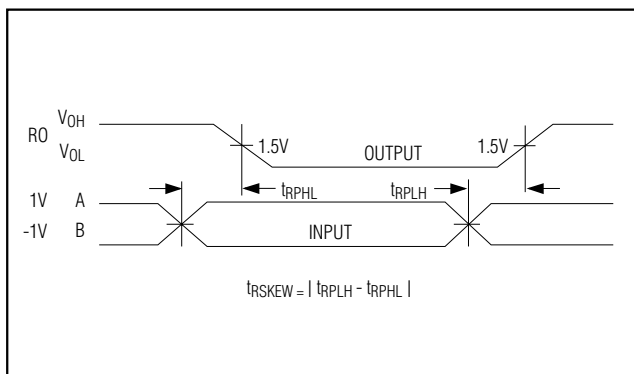 RO
VOH
VOL
1.5V
OUTPUT
1.5V
tRPHL
tRPLH
1V A
-1V B
INPUT
tRSKEW = | tRPLH - tRPHL |